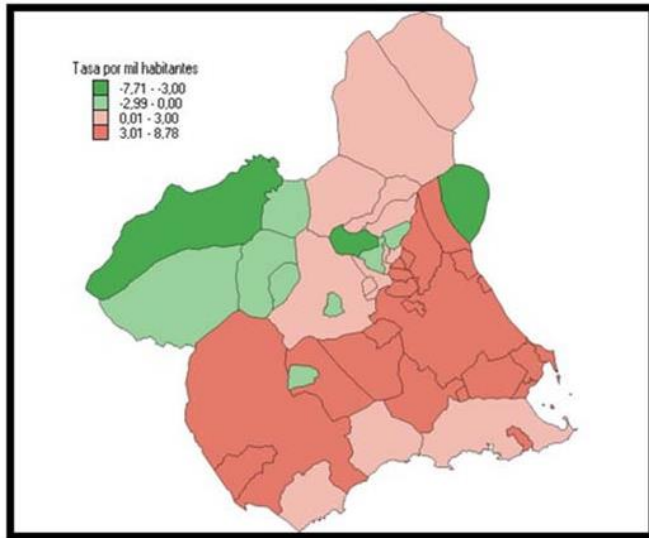 Tasa por mil habitantes
-7,71 - -3,00
-2,99 - 0,00
0,01 - 3,00
3,01 - 8,78